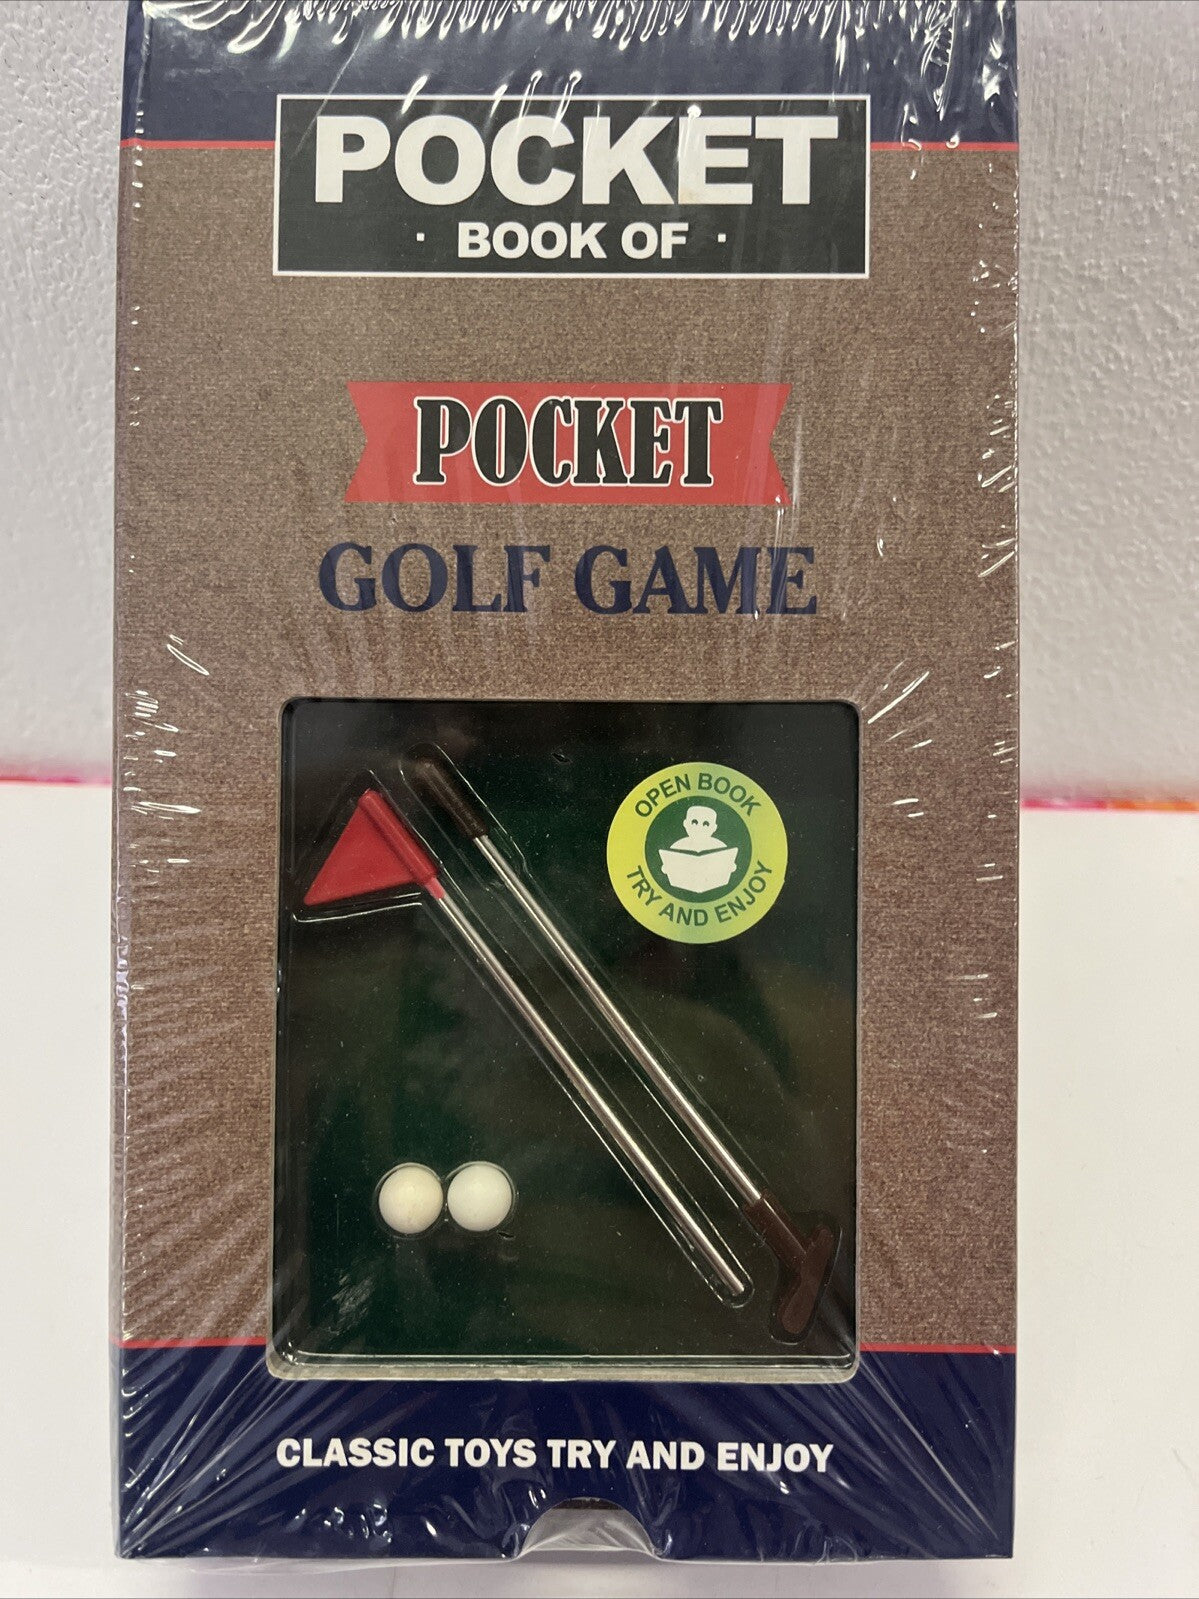 POCKET
· BOOK OF ·
POCKET
GOLF GAME
OPEN BOOK
TRY AND ENJOY
CLASSIC TOYS TRY AND ENJOY